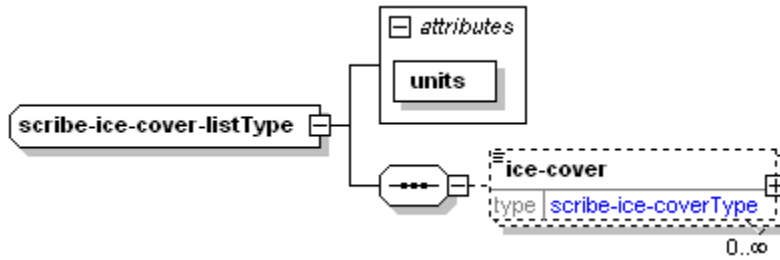 attributes
units
scribe-ice-cover-listType
ice-cover
type scribe-ice-coverType
0..∞